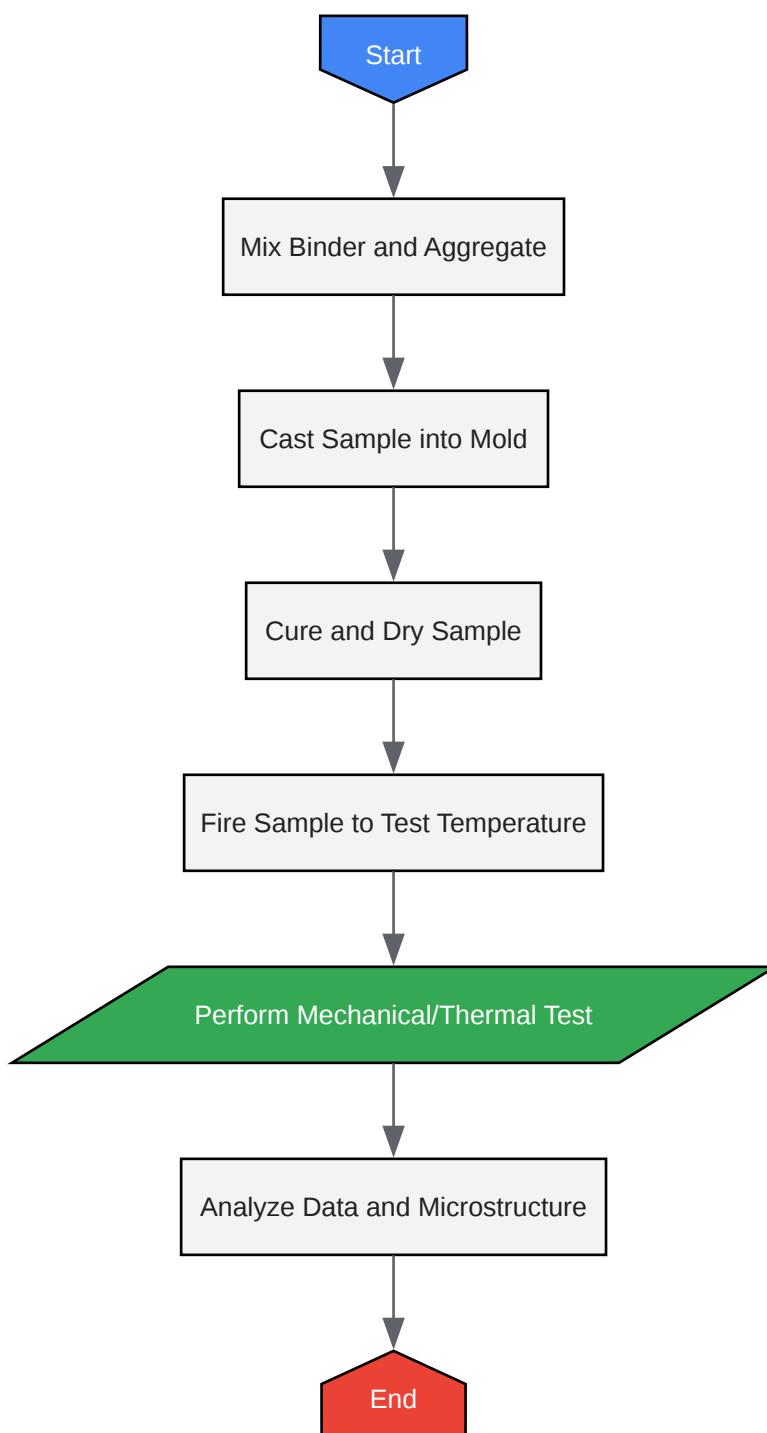 Start
Mix Binder and Aggregate
Cast Sample into Mold
Cure and Dry Sample
Fire Sample to Test Temperature
Perform Mechanical/Thermal Test
Analyze Data and Microstructure
End